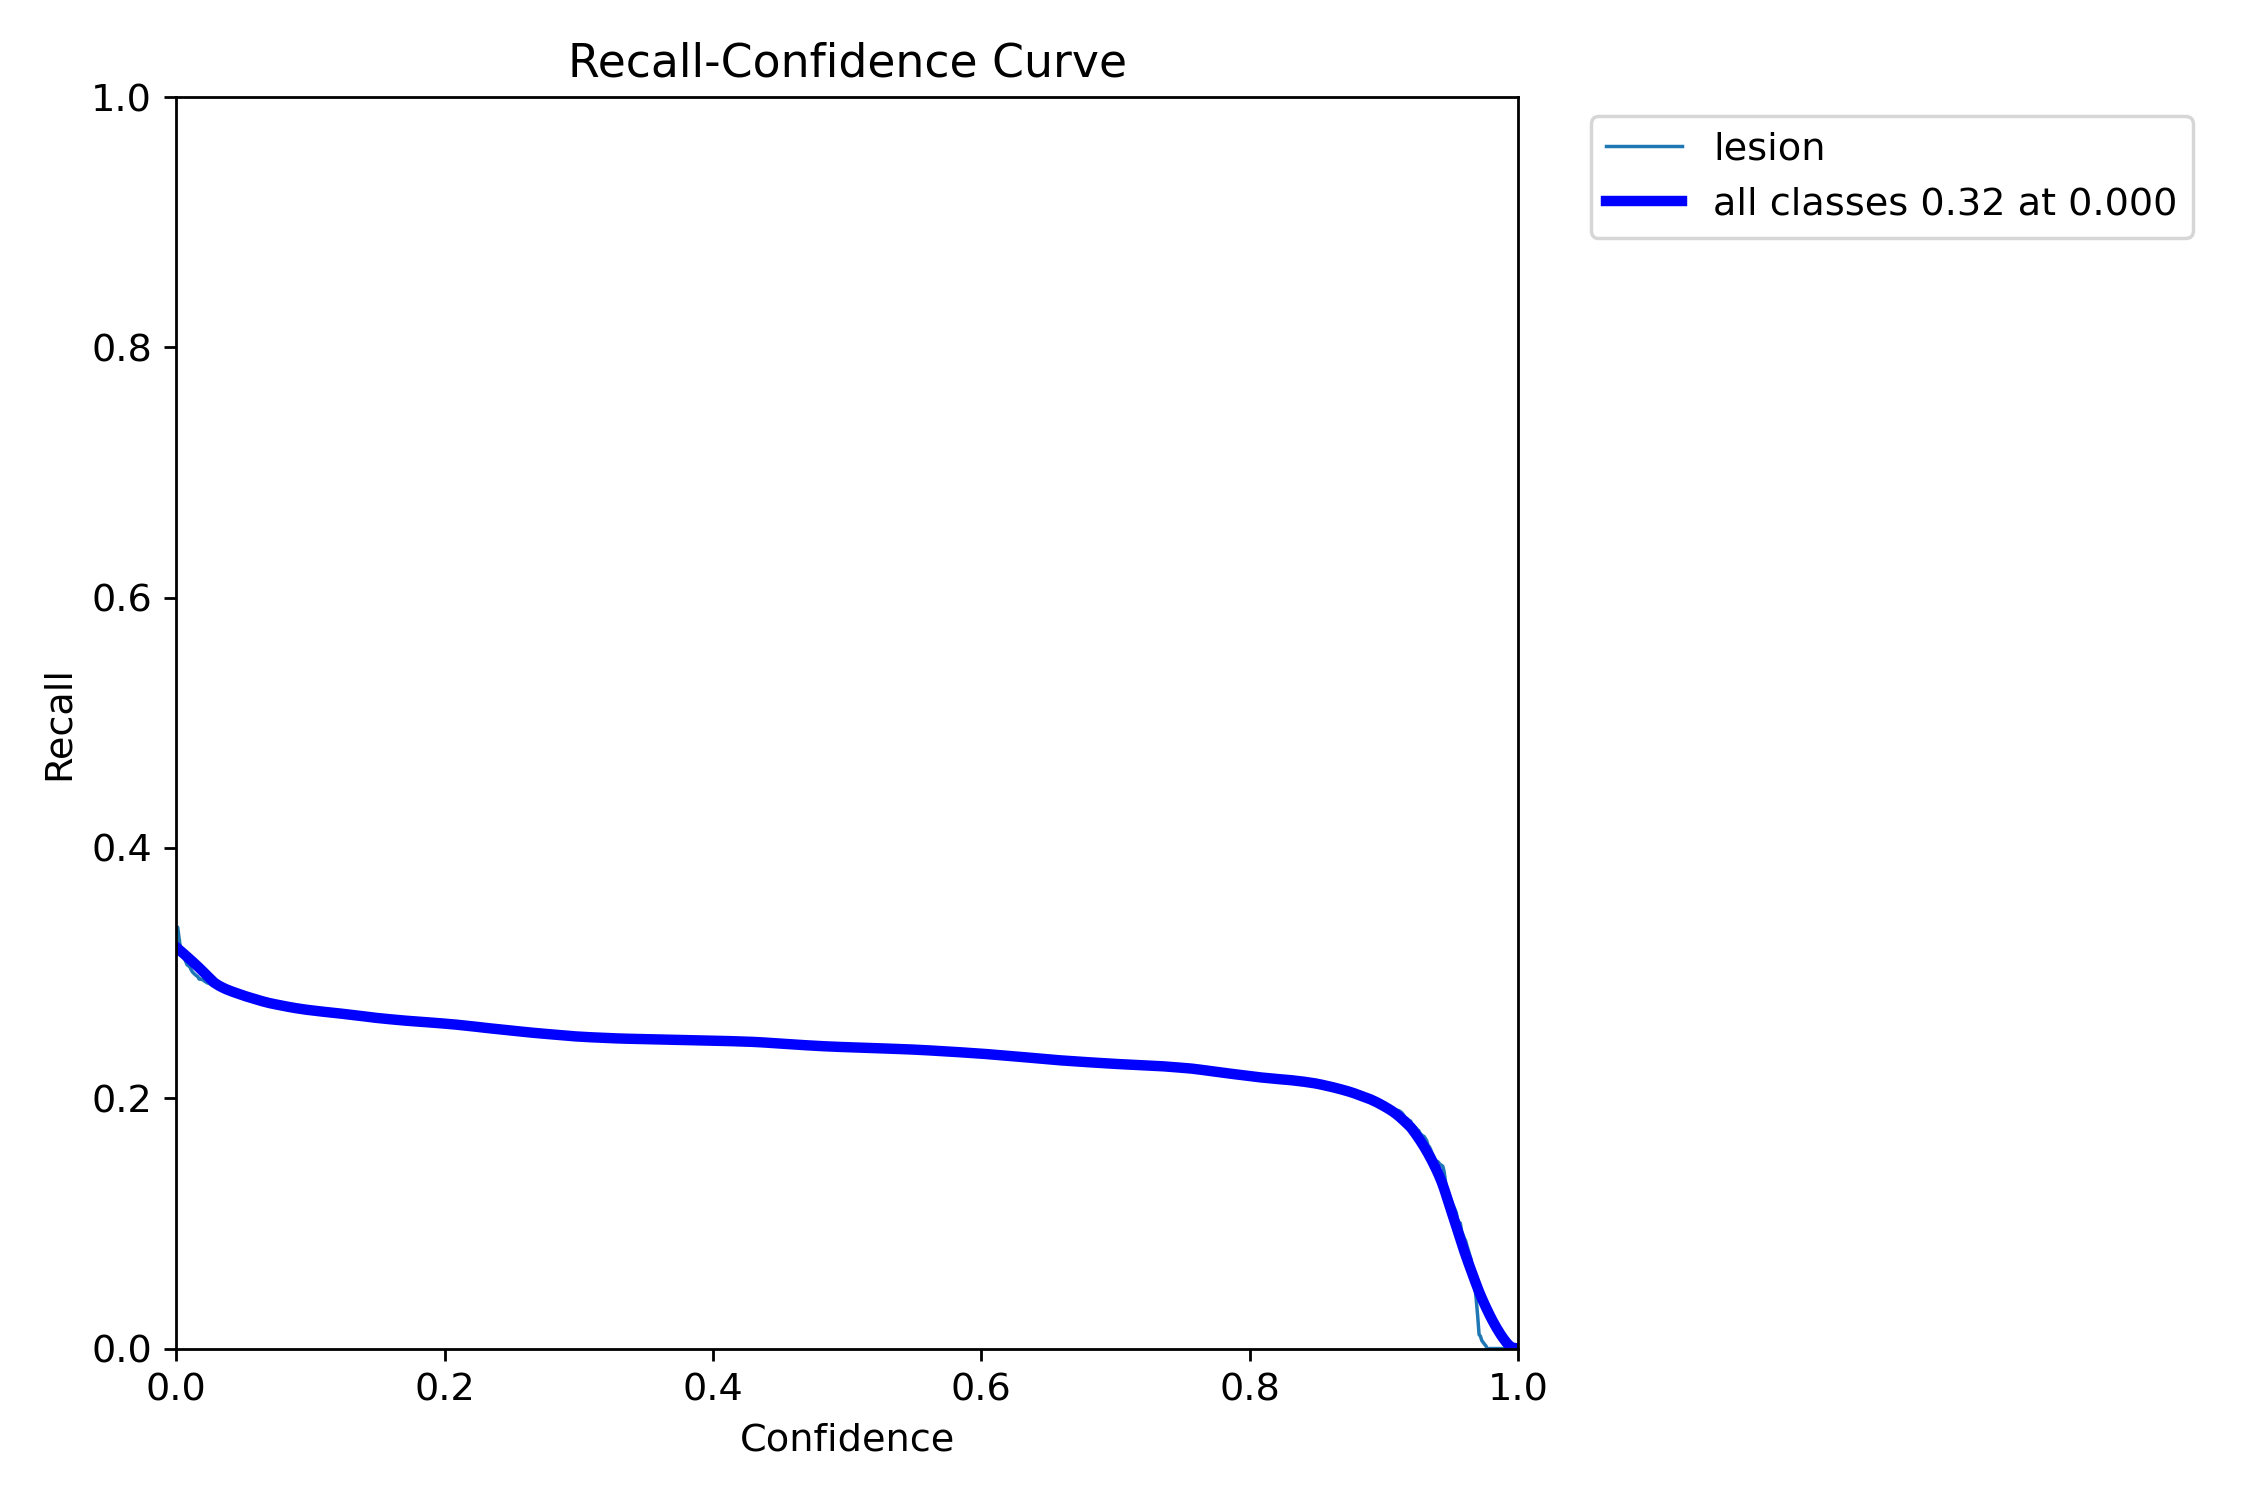 Recall-Confidence Curve
1.0
0.8
0.6
0.4
0.2
0.0
Recall
0.0 0.2 0.4 0.6 0.8 1.0
Confidence
lesion
all classes 0.32 at 0.000